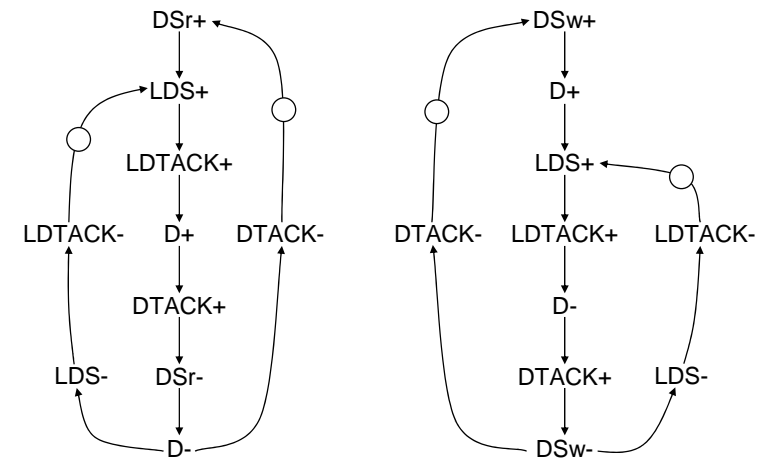 DSr+
LDS+
LDTACK+
LDTACK- D+ DTACK-
DTACK+
LDS- DSr-
D-
DSw+
D+
LDS+
DTACK- LDTACK+ LDTACK-
D-
DTACK+ LDS-
DSw-